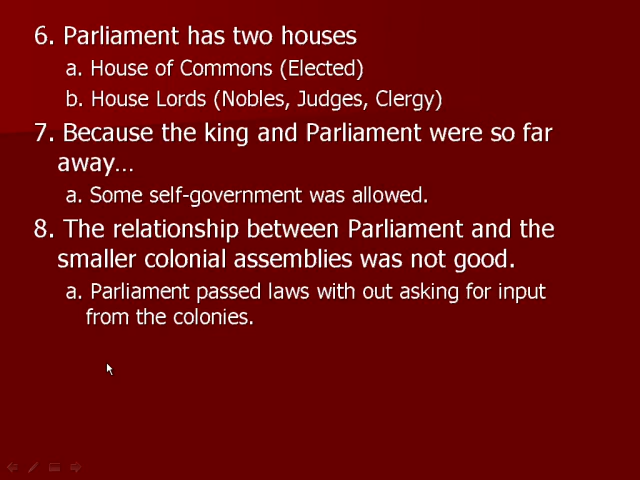 6. Parliament has two houses
a. House of Commons (Elected)
b. House Lords (Nobles, Judges, Clergy)
7. Because the king and Parliament were so far
away…
a. Some self-government was allowed.
8. The relationship between Parliament and the
smaller colonial assemblies was not good.
a. Parliament passed laws with out asking for input
from the colonies.